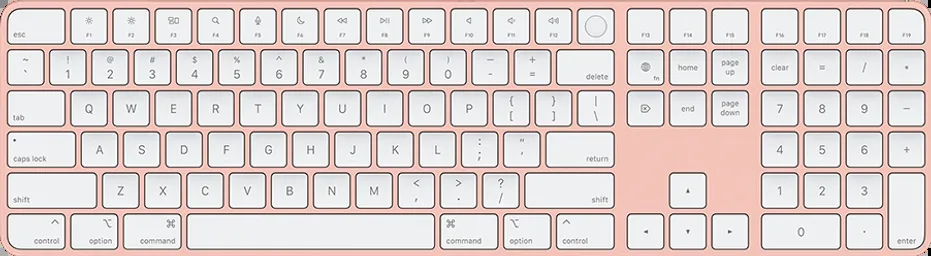 esc F1 F2 F3 F4 F5 F6 F7 F8 F9 F10 F11 F12 F13 F14 F15 F16 F17 F18 F19
~ ` ! 1 @ 2 # 3 $ 4 % 5 ^ 6 & 7 * 8 ( 9 ) 0 _ - + = delete fn home page up clear = / *
tab Q W E R T Y U I O P { [ } ] | \ end page down 7 8 9 −
caps lock A S D F G H J K L : ; " ' return 4 5 6 +
shift Z X C V B N M < , > . ? / shift 1 2 3
control option ⌘ command ⌘ command option control 0 . enter